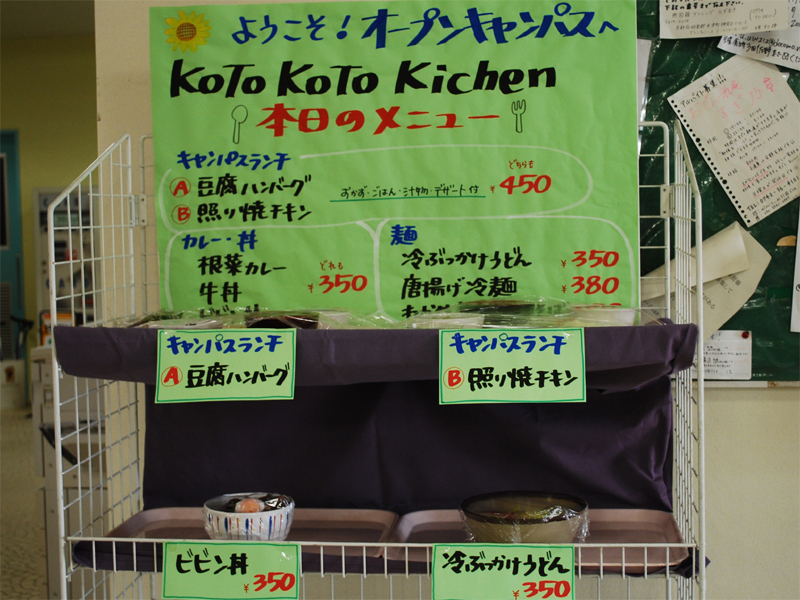 ようこそ!オープンキャンパスへ
KoTo KoTo Kichen
本日のメニュー
キャンパスランチ
どちらも
Ⓐ 豆腐ハンバーグ
おかず・ごはん・汁物・デザート付
¥450
Ⓑ 照り焼チキン
カレー・丼
根菜カレー
牛丼
どれも
¥350
麺
冷ぶっかけうどん ¥350
唐揚げ冷麺 ¥380
キャンパスランチ
Ⓐ 豆腐ハンバーグ
キャンパスランチ
Ⓑ 照り焼チキン
ビビン丼
¥350
冷ぶっかけうどん
¥350